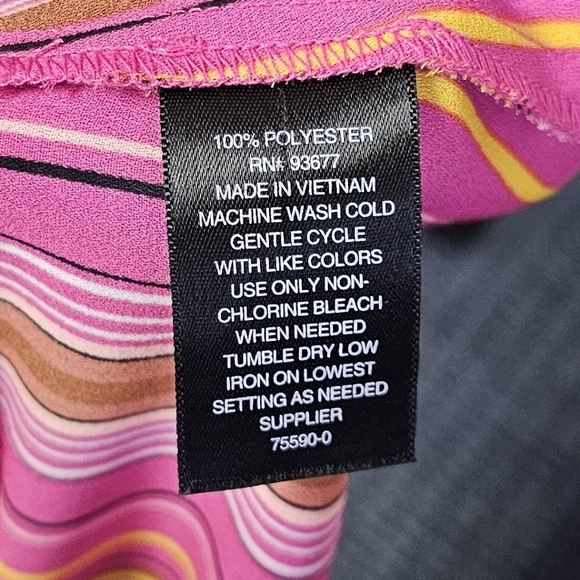 100% POLYESTER
RN#: 93677
MADE IN VIETNAM
MACHINE WASH COLD
GENTLE CYCLE
WITH LIKE COLORS
USE ONLY NON-
CHLORINE BLEACH
WHEN NEEDED
TUMBLE DRY LOW
IRON ON LOWEST
SETTING AS NEEDED
SUPPLIER
75590-0